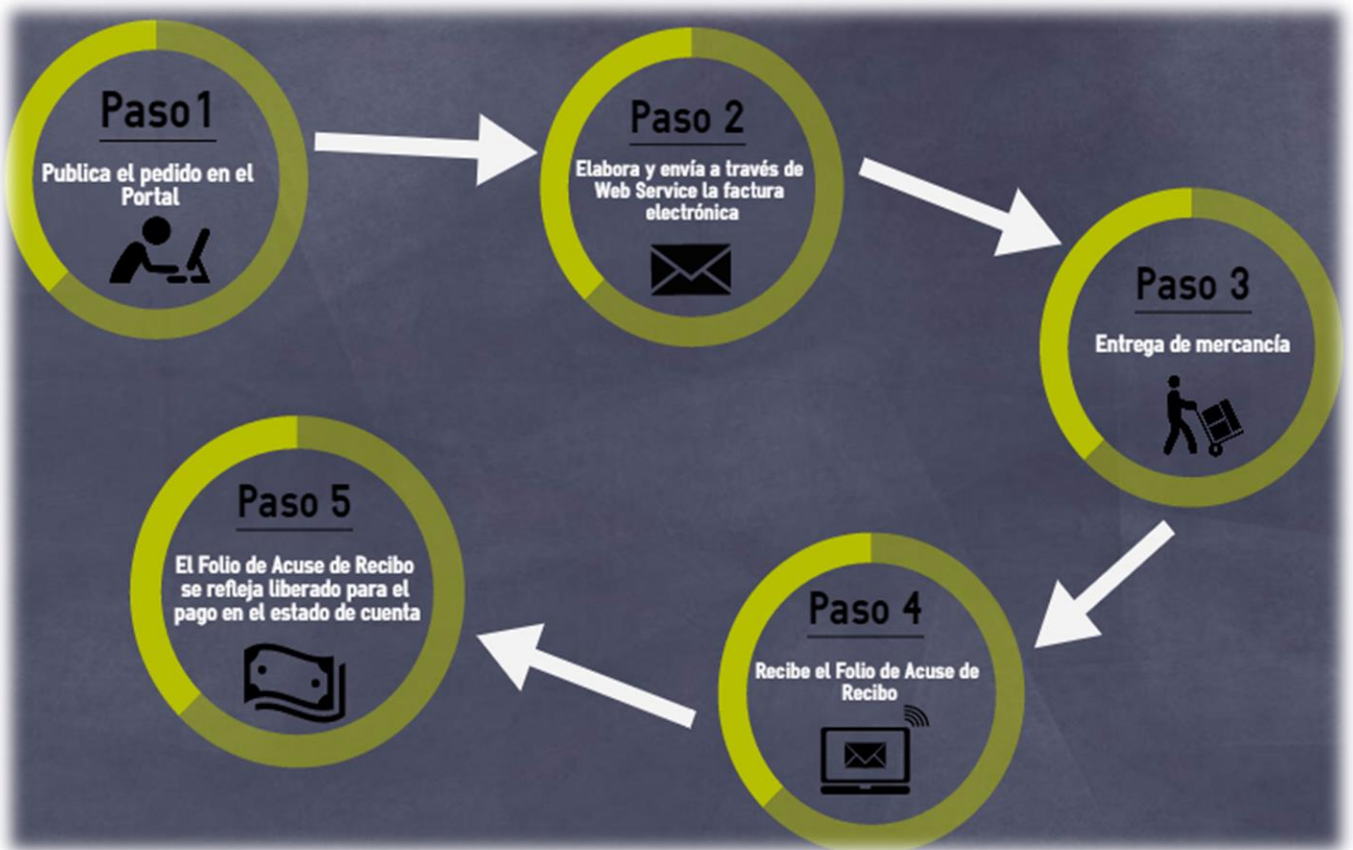 Paso 1
Publica el pedido en el
Portal
Paso 2
Elabora y envía a través de
Web Service la factura
electrónica
Paso 3
Entrega de mercancía
Paso 4
Recibe el Folio de Acuse de
Recibo
Paso 5
El Folio de Acuse de Recibo
se refleja liberado para el
pago en el estado de cuenta